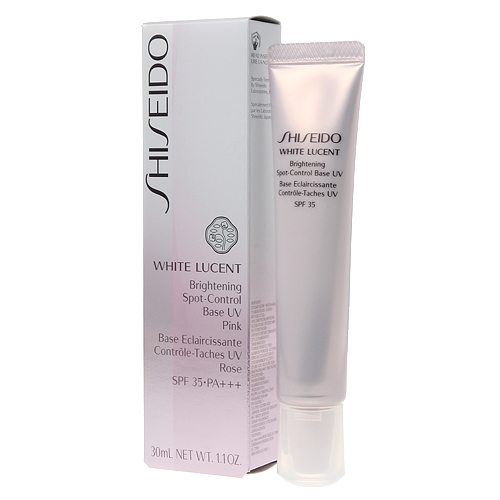 SHISEIDO
WHITE LUCENT
Brightening
Spot-Control
Base UV
Pink
Base Eclaircissante
Contrôle-Taches UV
Rose
SPF 35•PA+++
30mL NET WT. 1.1OZ.
SHISEIDO
WHITE LUCENT
Brightening
Spot-Control Base UV
Base Eclaircissante
Contrôle-Taches UV
SPF 35